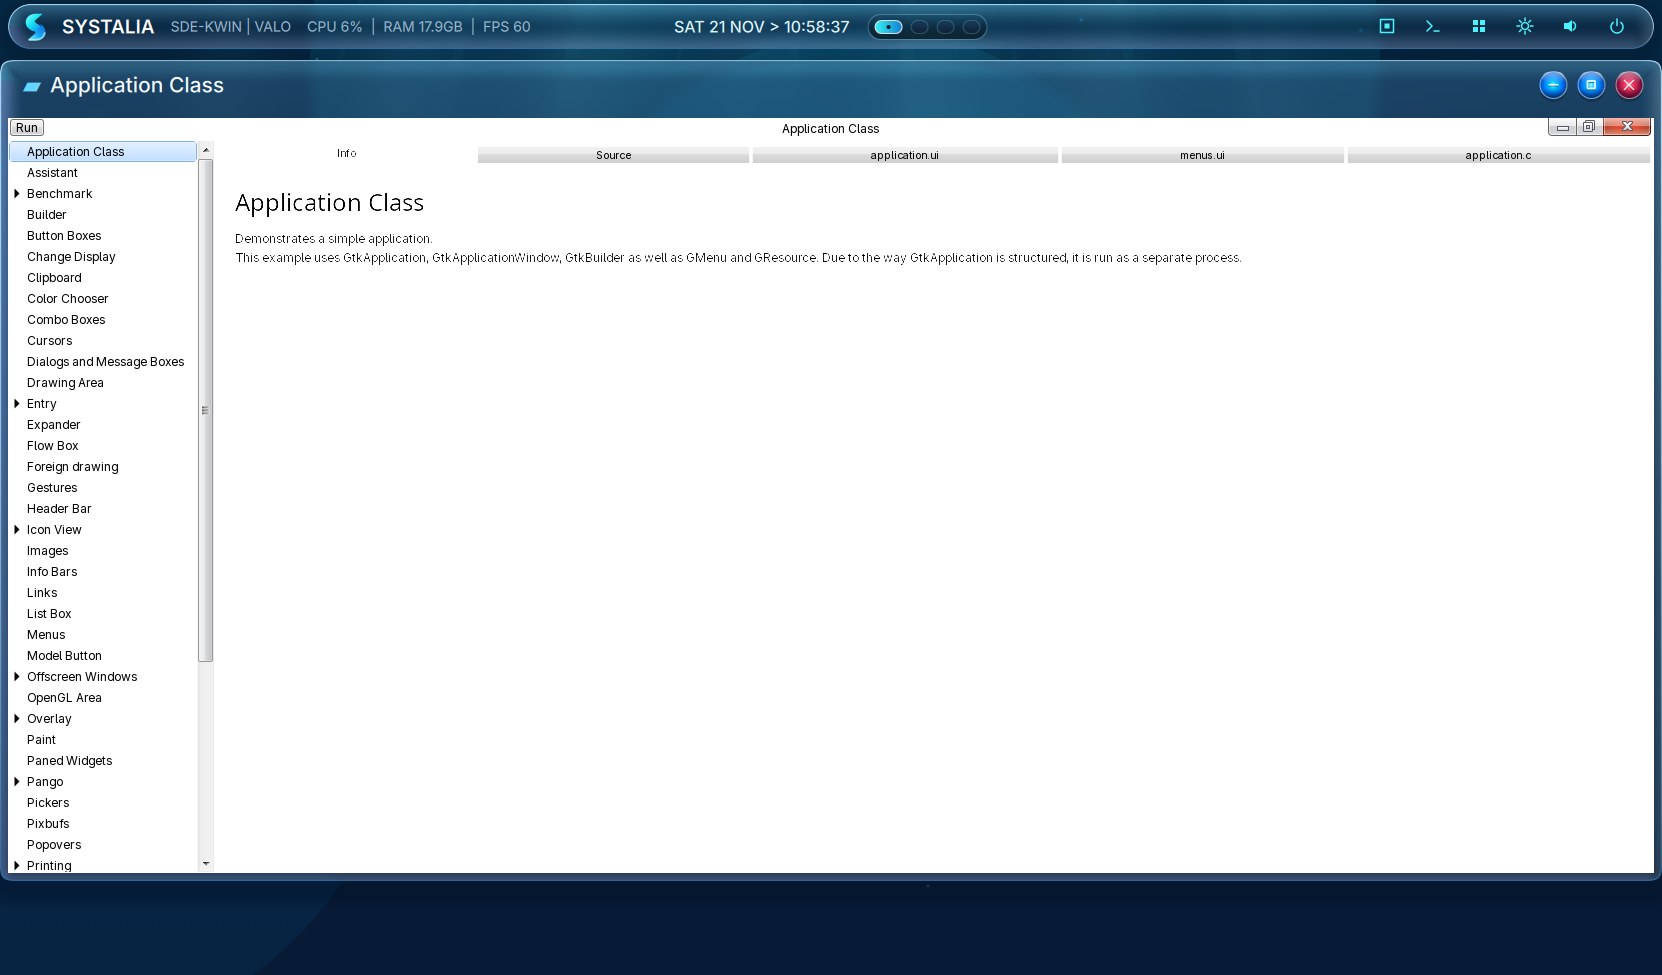 SYSTALIA SDE-KWIN | VALO CPU 6% | RAM 17.9GB | FPS 60 SAT 21 NOV > 10:58:37
Application Class
Run Application Class
Info Source application.ui menus.ui application.c
Application Class
Assistant
Benchmark
Builder
Button Boxes
Change Display
Clipboard
Color Chooser
Combo Boxes
Cursors
Dialogs and Message Boxes
Drawing Area
Entry
Expander
Flow Box
Foreign drawing
Gestures
Header Bar
Icon View
Images
Info Bars
Links
List Box
Menus
Model Button
Offscreen Windows
OpenGL Area
Overlay
Paint
Paned Widgets
Pango
Pickers
Pixbufs
Popovers
Printing
Application Class
Demonstrates a simple application.
This example uses GtkApplication, GtkApplicationWindow, GtkBuilder as well as GMenu and GResource. Due to the way GtkApplication is structured, it is run as a separate process.